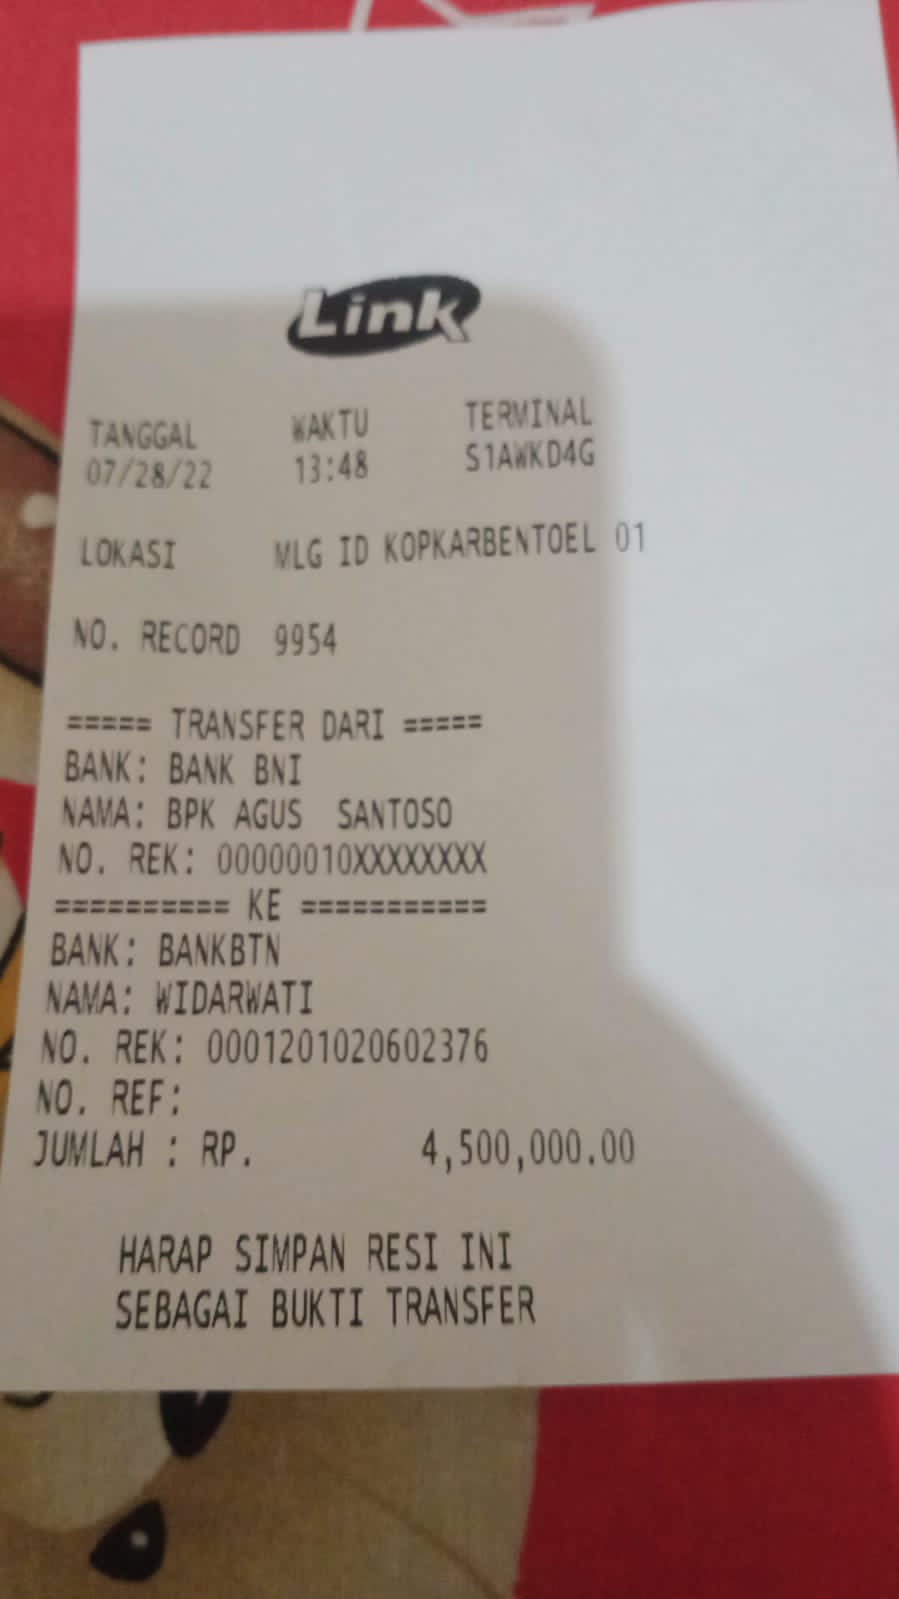 Link
TANGGAL WAKTU TERMINAL
07/28/22 13:48 S1AWKD4G
LOKASI MLG ID KOPKARBENTOEL 01
NO. RECORD 9954
===== TRANSFER DARI =====
BANK: BANK BNI
NAMA: BPK AGUS SANTOSO
NO. REK: 00000010XXXXXXXX
========== KE ===========
BANK: BANKBTN
NAMA: WIDARWATI
NO. REK: 0001201020602376
NO. REF:
JUMLAH : RP. 4,500,000.00
HARAP SIMPAN RESI INI
SEBAGAI BUKTI TRANSFER